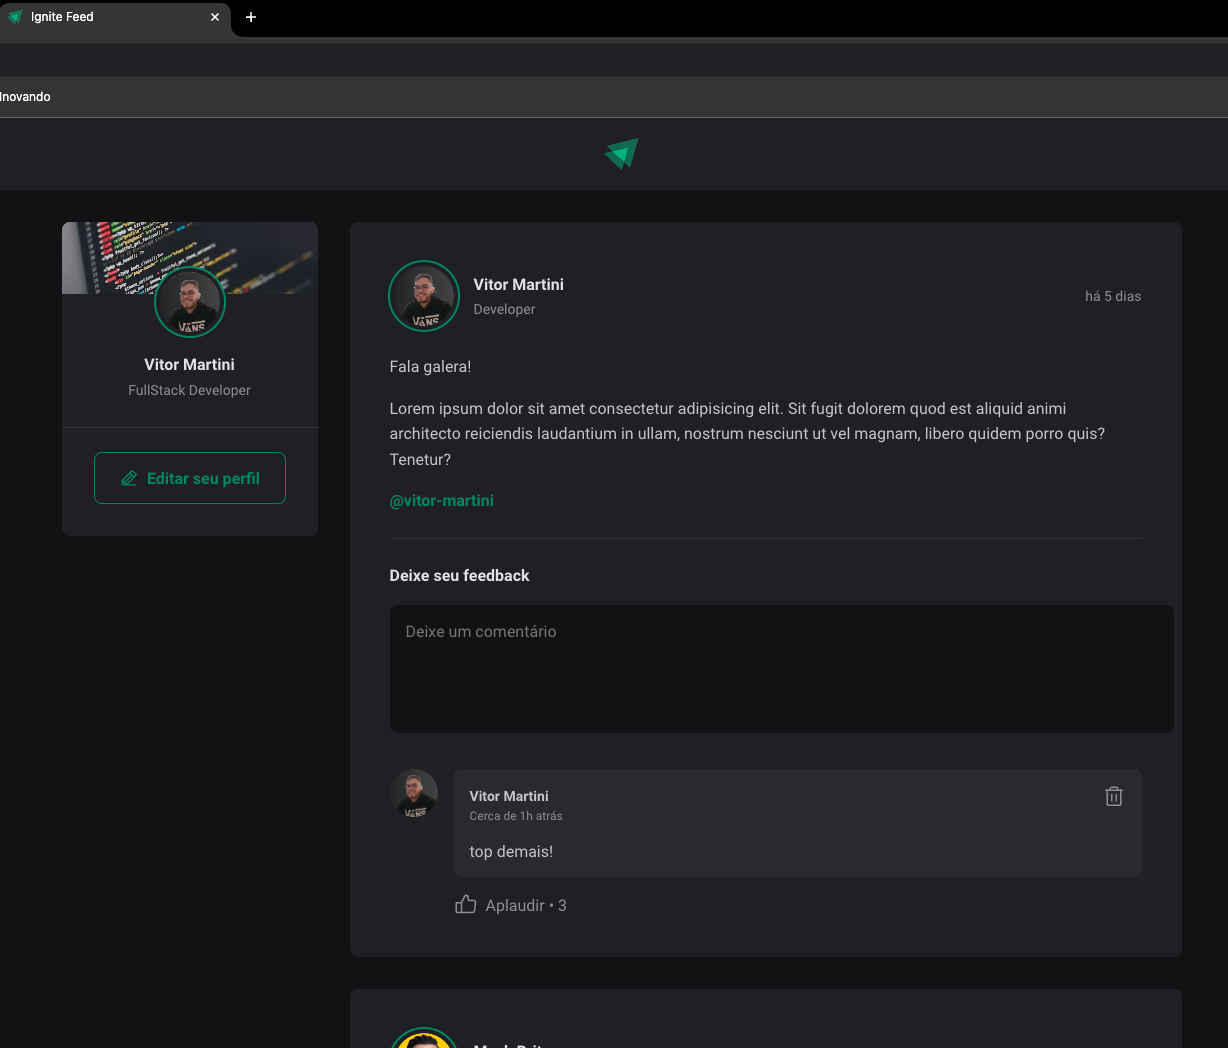 Ignite Feed
Inovando
Vitor Martini
FullStack Developer
Editar seu perfil
Vitor Martini
Developer
há 5 dias
Fala galera!
Lorem ipsum dolor sit amet consectetur adipisicing elit. Sit fugit dolorem quod est aliquid animi
architecto reiciendis laudantium in ullam, nostrum nesciunt ut vel magnam, libero quidem porro quis?
Tenetur?
@vitor-martini
Deixe seu feedback
Deixe um comentário
Vitor Martini
Cerca de 1h atrás
top demais!
Aplaudir • 3